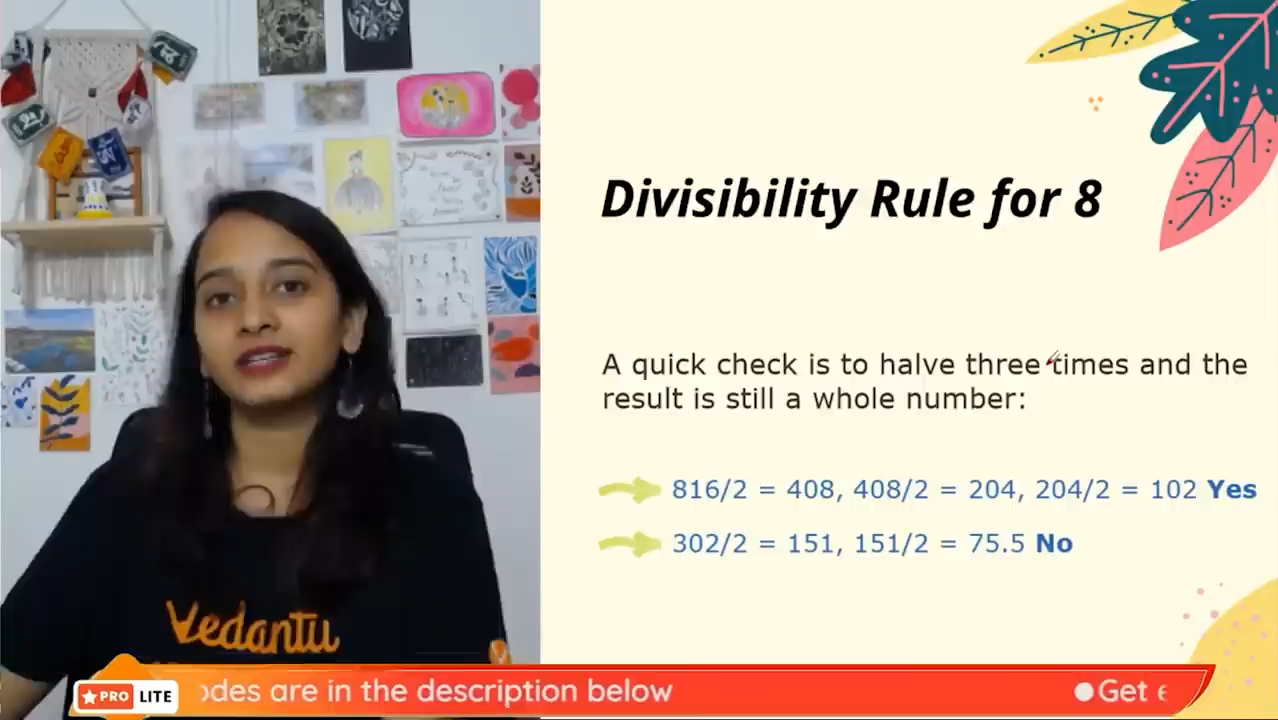 Divisibility Rule for 8
A quick check is to halve three times and the
result is still a whole number:
816/2 = 408, 408/2 = 204, 204/2 = 102 Yes
302/2 = 151, 151/2 = 75.5 No
Vedantu
PRO LITE
odes are in the description below
Get